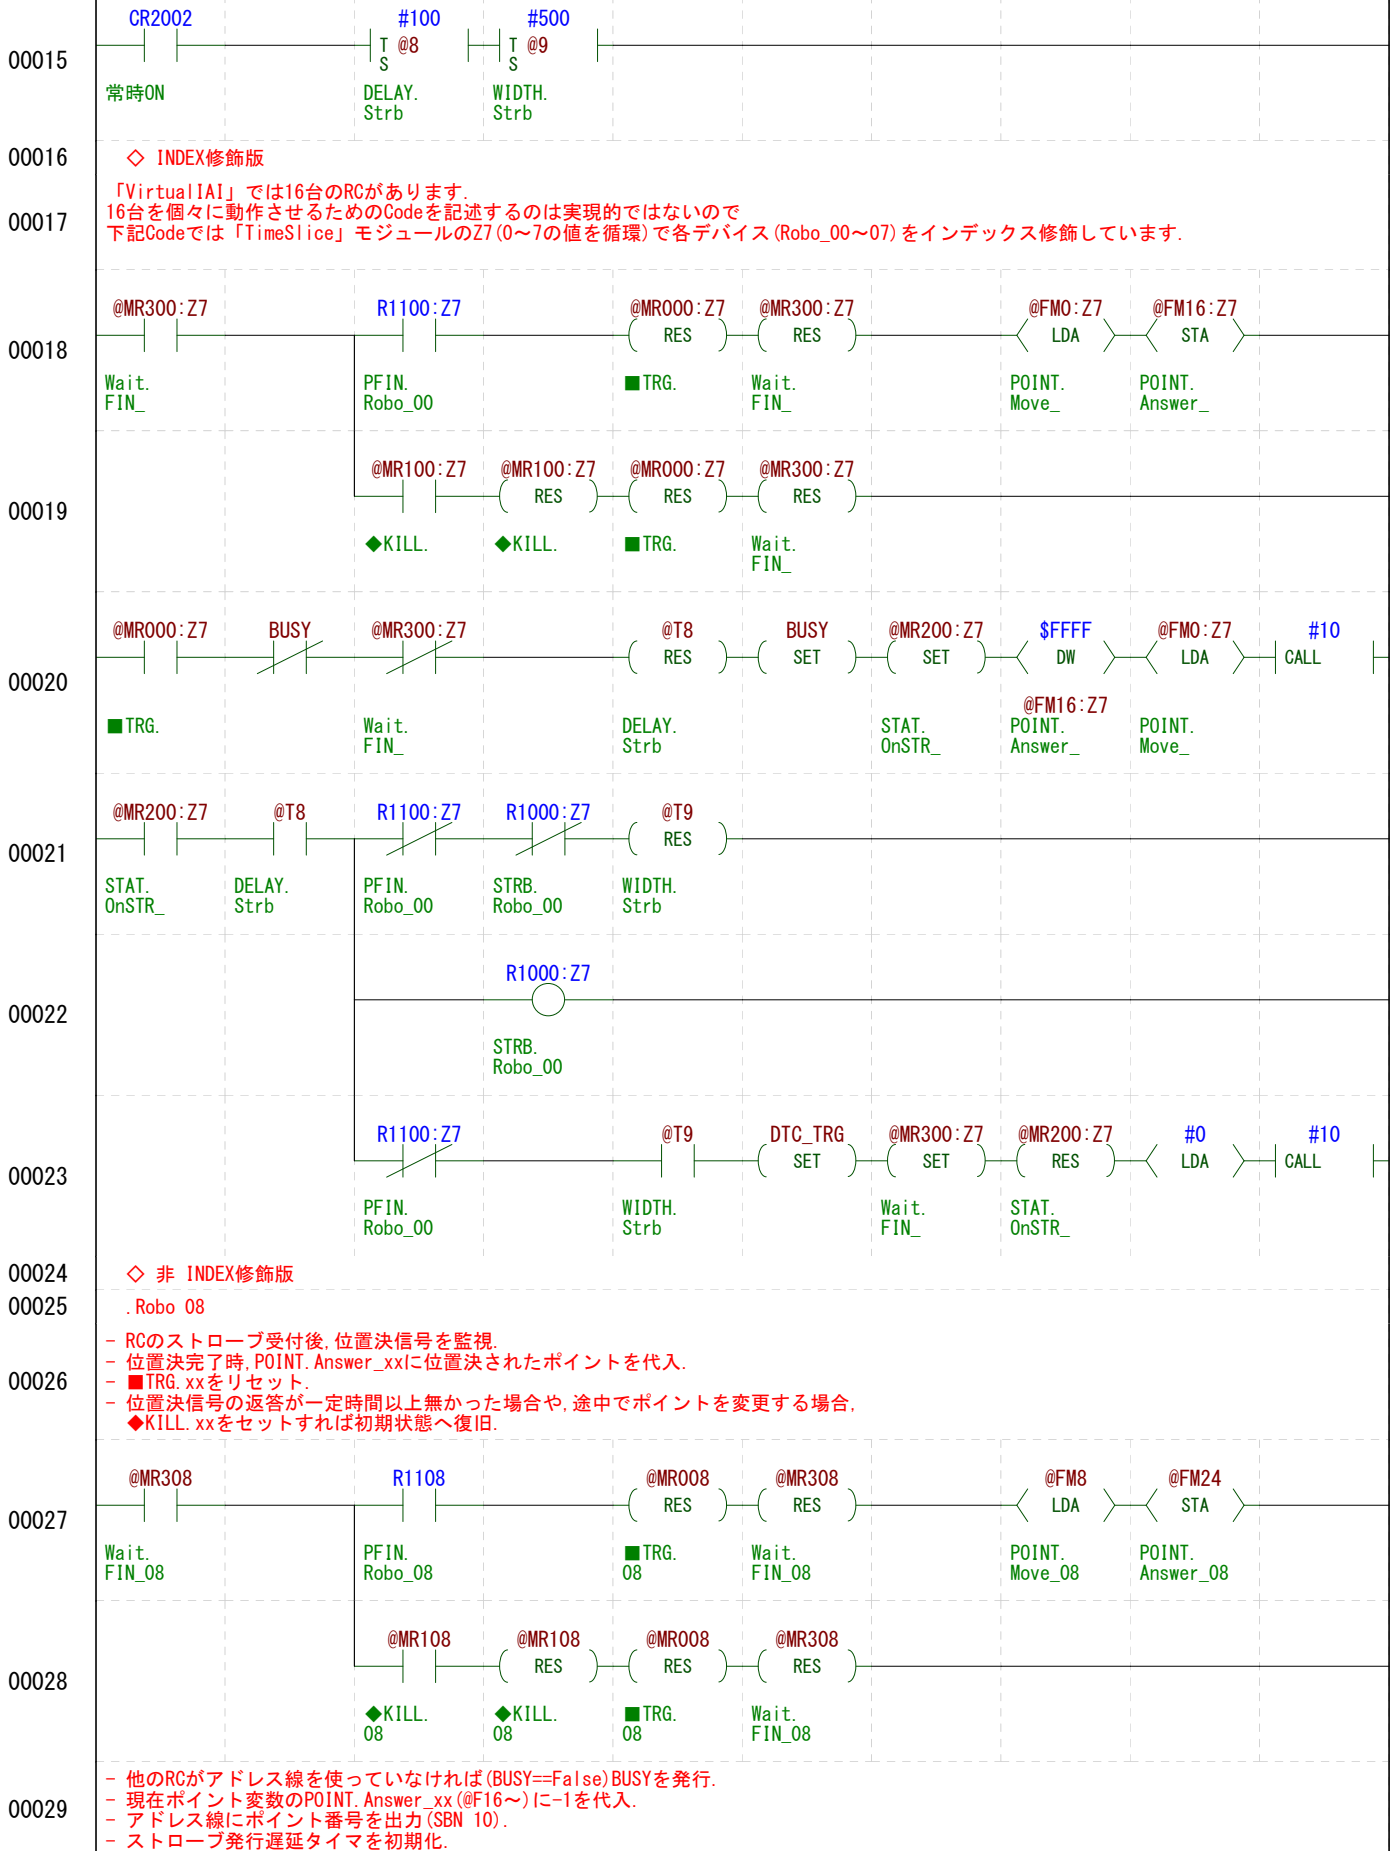 CR2002 #100 #500
00015 T @8 T @9
S S
常時ON DELAY. WIDTH.
Strb Strb
00016 ◇ INDEX修飾版
「VirtualIAI」では16台のRCがあります.
00017 16台を個々に動作させるためのCodeを記述するのは実現的ではないので
下記Codeでは「TimeSlice」モジュールのZ7(0～7の値を循環)で各デバイス(Robo_00～07)をインデックス修飾しています.
@MR300:Z7 R1100:Z7 @MR000:Z7 @MR300:Z7 @FM0:Z7 @FM16:Z7
00018 RES RES LDA STA
Wait. PFIN. ■TRG. Wait. POINT. POINT.
FIN_ Robo_00 FIN_ Move_ Answer_
@MR100:Z7 @MR100:Z7 @MR000:Z7 @MR300:Z7
00019 RES RES RES
◆KILL. ◆KILL. ■TRG. Wait.
FIN_
@MR000:Z7 BUSY @MR300:Z7 @T8 BUSY @MR200:Z7 $FFFF @FM0:Z7 #10
00020 RES SET SET DW LDA CALL
@FM16:Z7
■TRG. Wait. DELAY. STAT. POINT. POINT.
FIN_ Strb OnSTR_ Answer_ Move_
@MR200:Z7 @T8 R1100:Z7 R1000:Z7 @T9
00021 RES
STAT. DELAY. PFIN. STRB. WIDTH.
OnSTR_ Strb Robo_00 Robo_00 Strb
R1000:Z7
00022
STRB.
Robo_00
R1100:Z7 @T9 DTC_TRG @MR300:Z7 @MR200:Z7 #0 #10
00023 SET SET RES LDA CALL
PFIN. WIDTH. Wait. STAT.
Robo_00 Strb FIN_ OnSTR_
00024 ◇ 非 INDEX修飾版
00025 .Robo 08
- RCのストローブ受付後,位置決信号を監視.
- 位置決完了時,POINT.Answer_xxに位置決されたポイントを代入.
00026 - ■TRG.xxをリセット.
- 位置決信号の返答が一定時間以上無かった場合や,途中でポイントを変更する場合,
◆KILL.xxをセットすれば初期状態へ復旧.
@MR308 R1108 @MR008 @MR308 @FM8 @FM24
00027 RES RES LDA STA
Wait. PFIN. ■TRG. Wait. POINT. POINT.
FIN_08 Robo_08 08 FIN_08 Move_08 Answer_08
@MR108 @MR108 @MR008 @MR308
00028 RES RES RES
◆KILL. ◆KILL. ■TRG. Wait.
08 08 08 FIN_08
- 他のRCがアドレス線を使っていなければ(BUSY==False)BUSYを発行.
00029 - 現在ポイント変数のPOINT.Answer_xx(@F16～)に-1を代入.
- アドレス線にポイント番号を出力(SBN 10).
- ストローブ発行遅延タイマを初期化.